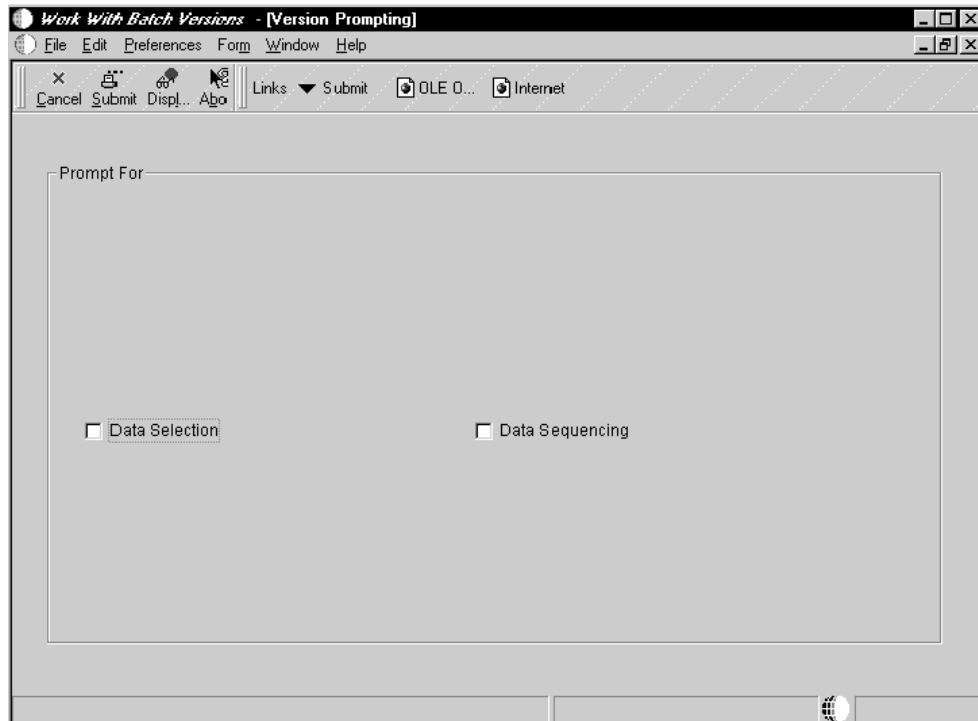 Work With Batch Versions - [Version Prompting]
File Edit Preferences Form Window Help
Cancel Submit Displ... Abo Links Submit OLE O... Internet
Prompt For
Data Selection Data Sequencing